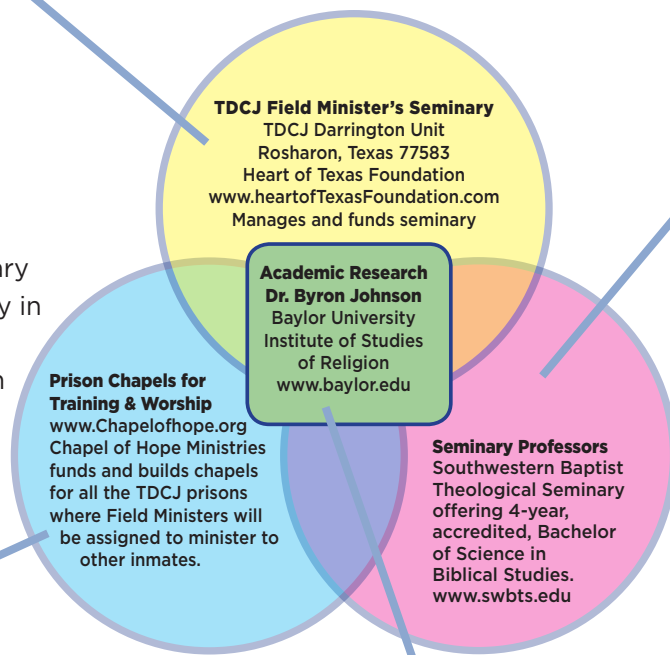 TDCJ Field Minister's Seminary
TDCJ Darrington Unit
Rosharon, Texas 77583
Heart of Texas Foundation
www.heartofTexasFoundation.com
Manages and funds seminary
ary
y in
n
Academic Research
Dr. Byron Johnson
Baylor University
Institute of Studies
of Religion
www.baylor.edu
Prison Chapels for
Training & Worship
www.Chapelofhope.org
Chapel of Hope Ministries
funds and builds chapels
for all the TDCJ prisons
where Field Ministers will
be assigned to minister to
other inmates.
Seminary Professors
Southwestern Baptist
Theological Seminary
offering 4-year,
accredited, Bachelor
of Science in
Biblical Studies.
www.swbts.edu